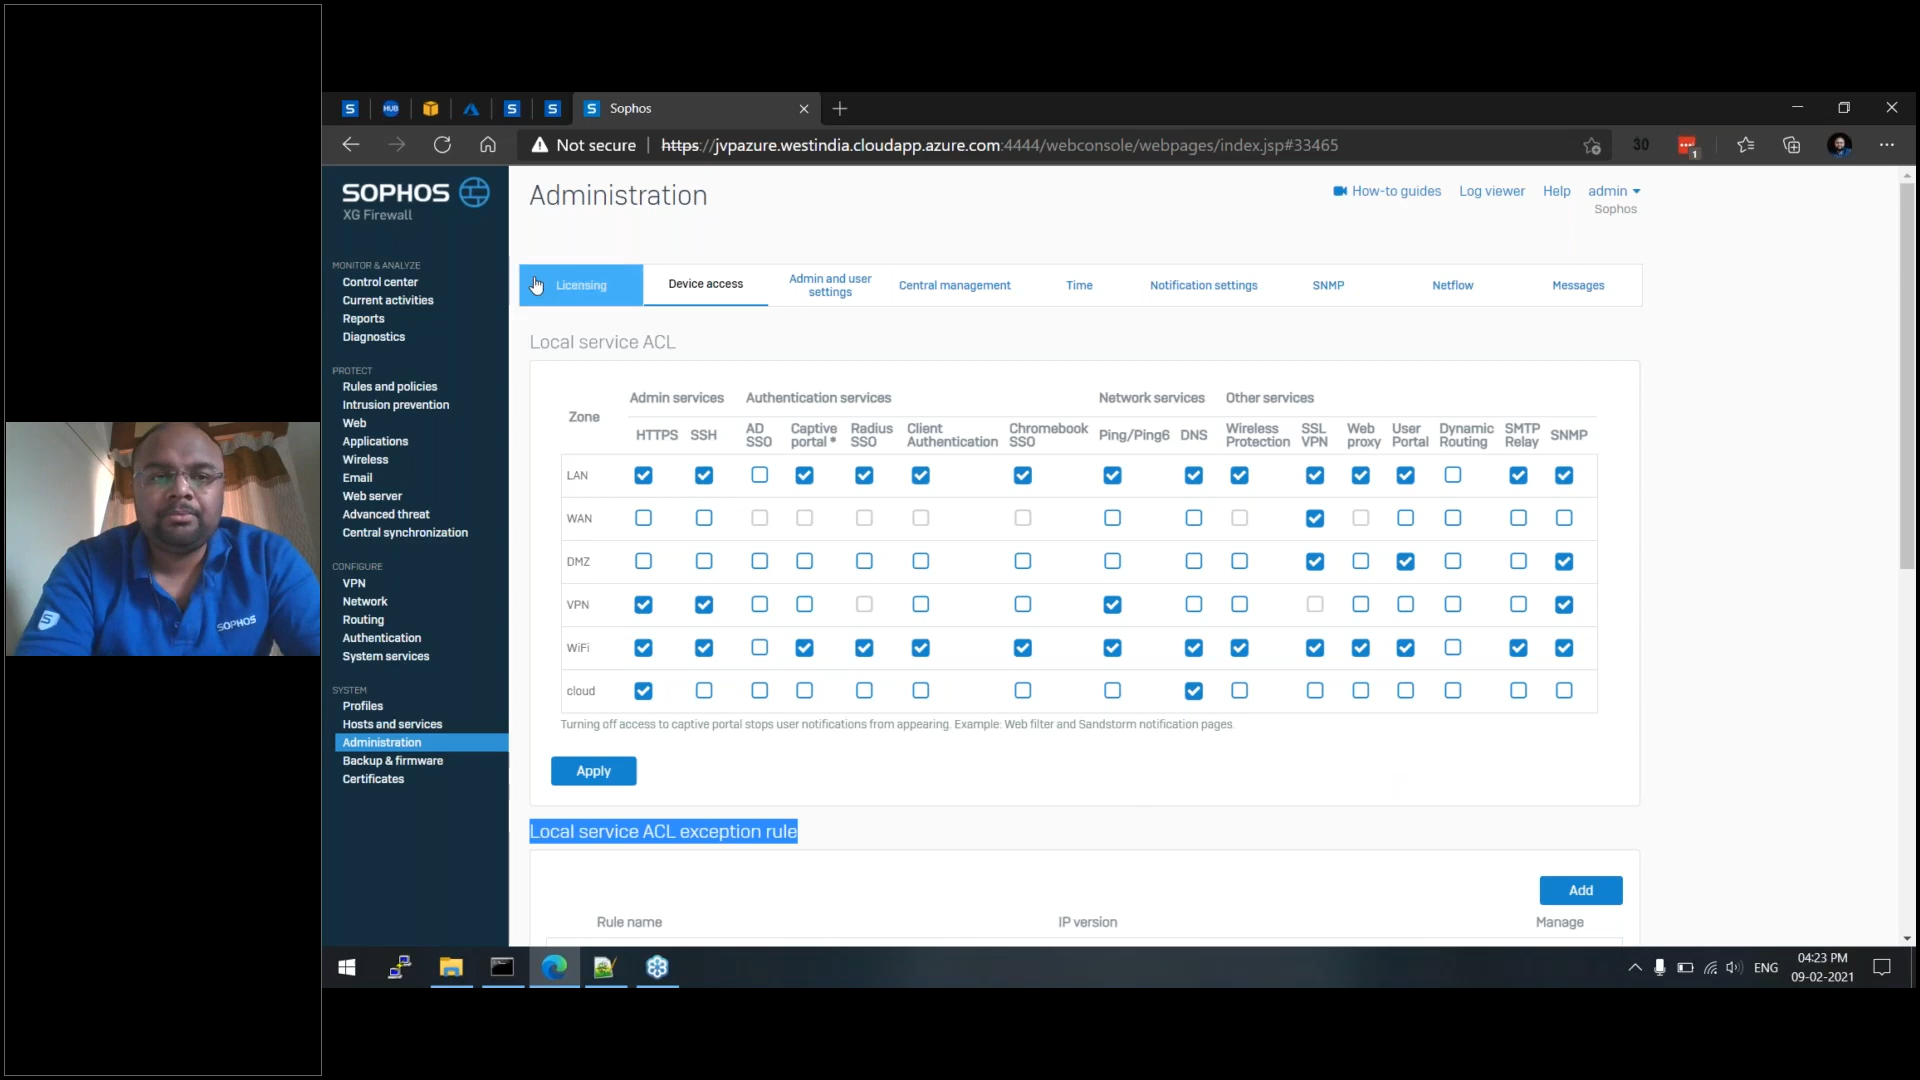 HUB
Sophos
Not secure
https://jvpazure.westindia.cloudapp.azure.com:4444/webconsole/webpages/index.jsp#33465
30
1
SOPHOS
XG Firewall
Administration
How-to guides
Log viewer
Help
admin
Sophos
MONITOR & ANALYZE
Control center
Current activities
Reports
Diagnostics
PROTECT
Rules and policies
Intrusion prevention
Web
Applications
Wireless
Email
Web server
Advanced threat
Central synchronization
CONFIGURE
VPN
Network
Routing
Authentication
System services
SYSTEM
Profiles
Hosts and services
Administration
Backup & firmware
Certificates
Licensing
Device access
Admin and user
settings
Central management
Time
Notification settings
SNMP
Netflow
Messages
Local service ACL
Zone
Admin services
Authentication services
Network services
Other services
HTTPS
SSH
AD
SSO
Captive
portal *
Radius
SSO
Client
Authentication
Chromebook
SSO
Ping/Ping6
DNS
Wireless
Protection
SSL
VPN
Web
proxy
User
Portal
Dynamic
Routing
SMTP
Relay
SNMP
LAN
WAN
DMZ
VPN
WiFi
cloud
Turning off access to captive portal stops user notifications from appearing. Example: Web filter and Sandstorm notification pages.
Apply
Local service ACL exception rule
Add
Rule name
IP version
Manage
S
SOPHOS
ENG
04:23 PM
09-02-2021